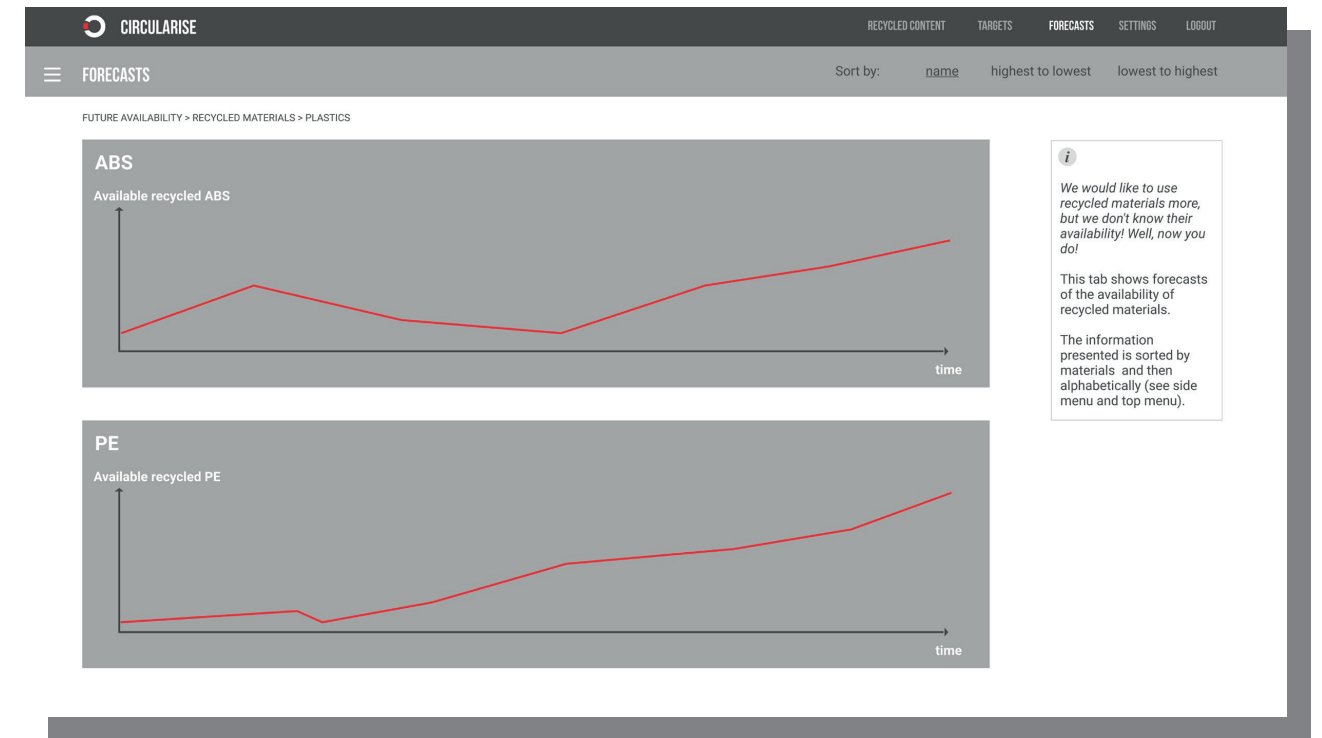 CIRCULARISE
RECYCLED CONTENT TARGETS FORECASTS SETTINGS LOGOUT
FORECASTS
Sort by: name highest to lowest lowest to highest
FUTURE AVAILABILITY > RECYCLED MATERIALS > PLASTICS
ABS
Available recycled ABS
time
PE
Available recycled PE
time
i
We would like to use
recycled materials more,
but we don't know their
availability! Well, now you
do!
This tab shows forecasts
of the availability of
recycled materials.
The information
presented is sorted by
materials and then
alphabetically (see side
menu and top menu).